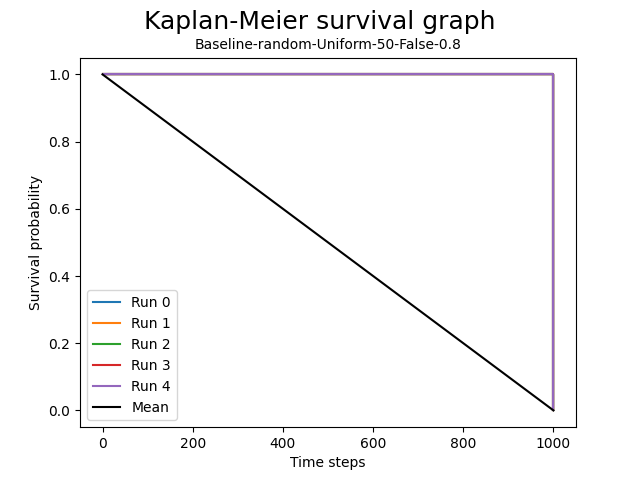 Kaplan-Meier survival graph
Baseline-random-Uniform-50-False-0.8
1.0
0.8
0.6
0.4
0.2
0.0
Survival probability
Run 0
Run 1
Run 2
Run 3
Run 4
Mean
0 200 400 600 800 1000
Time steps